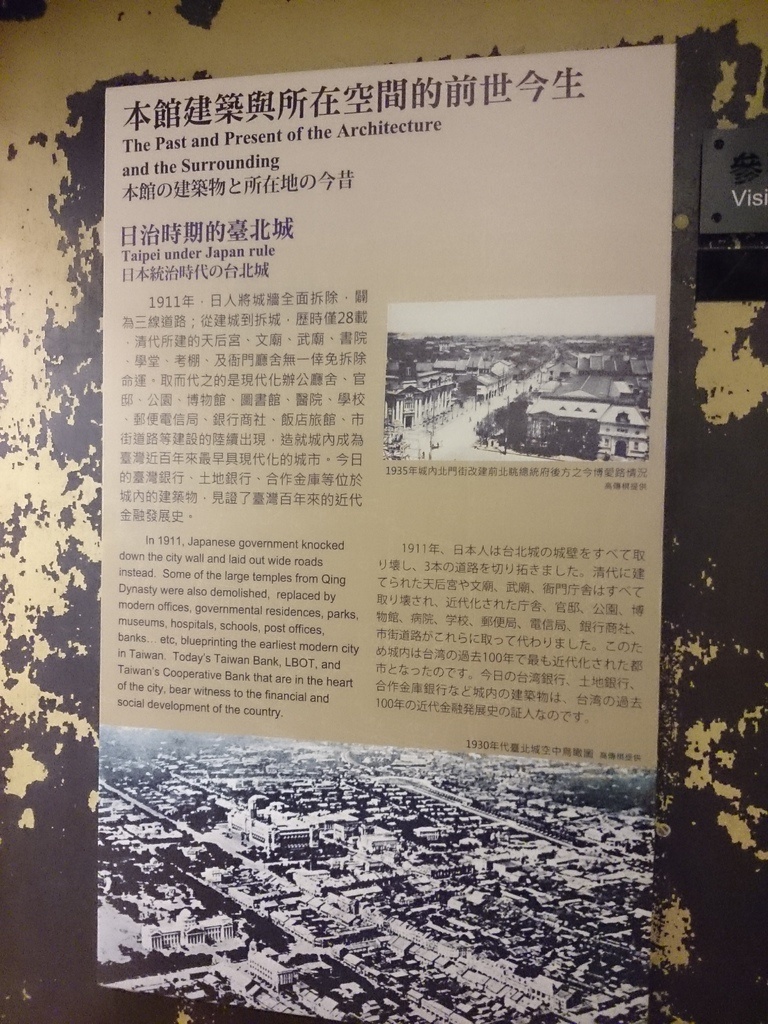 本館建築與所在空間的前世今生
The Past and Present of the Architecture
and the Surrounding
本館の建築物と所在地の今昔
日治時期的臺北城
Taipei under Japan rule
日本統治時代の台北城
1911年，日人將城牆全面拆除，闢
為三線道路；從建城到拆城，歷時僅28載
，清代所建的天后宮、文廟、武廟、書院
、學堂、考棚、及衙門廳舍無一倖免拆除
命運。取而代之的是現代化辦公廳舍、官
邸、公園、博物館、圖書館、醫院、學校
、郵便電信局、銀行商社、飯店旅館、市
街道路等建設的陸續出現，造就城內成為
臺灣近百年來最早具現代化的城市。今日
的臺灣銀行、土地銀行、合作金庫等位於
城內的建築物，見證了臺灣百年來的近代
金融發展史。
1935年城內北門街改建前北眺總統府後方之今博愛路情況
高傳棋提供
In 1911, Japanese government knocked
down the city wall and laid out wide roads
instead. Some of the large temples from Qing
Dynasty were also demolished, replaced by
modern offices, governmental residences, parks,
museums, hospitals, schools, post offices,
banks... etc, blueprinting the earliest modern city
in Taiwan. Today's Taiwan Bank, LBOT, and
Taiwan's Cooperative Bank that are in the heart
of the city, bear witness to the financial and
social development of the country.
1911年、日本人は台北城の城壁をすべて取
り壊し、3本の道路を切り拓きました。清代に建
てられた天后宮や文廟、武廟、衙門庁舎はすべて
取り壊され、近代化された庁舎、官邸、公園、博
物館、病院、学校、郵便局、電信局、銀行商社、
市街道路がこれらに取って代わりました。このた
め城内は台湾の過去100年で最も近代化された都
市となったのです。今日の台湾銀行、土地銀行、
合作金庫銀行など城内の建築物は、台湾の過去
100年の近代金融発展史の証人なのです。
1930年代臺北城空中鳥瞰圖 高傳棋提供
參
Visi